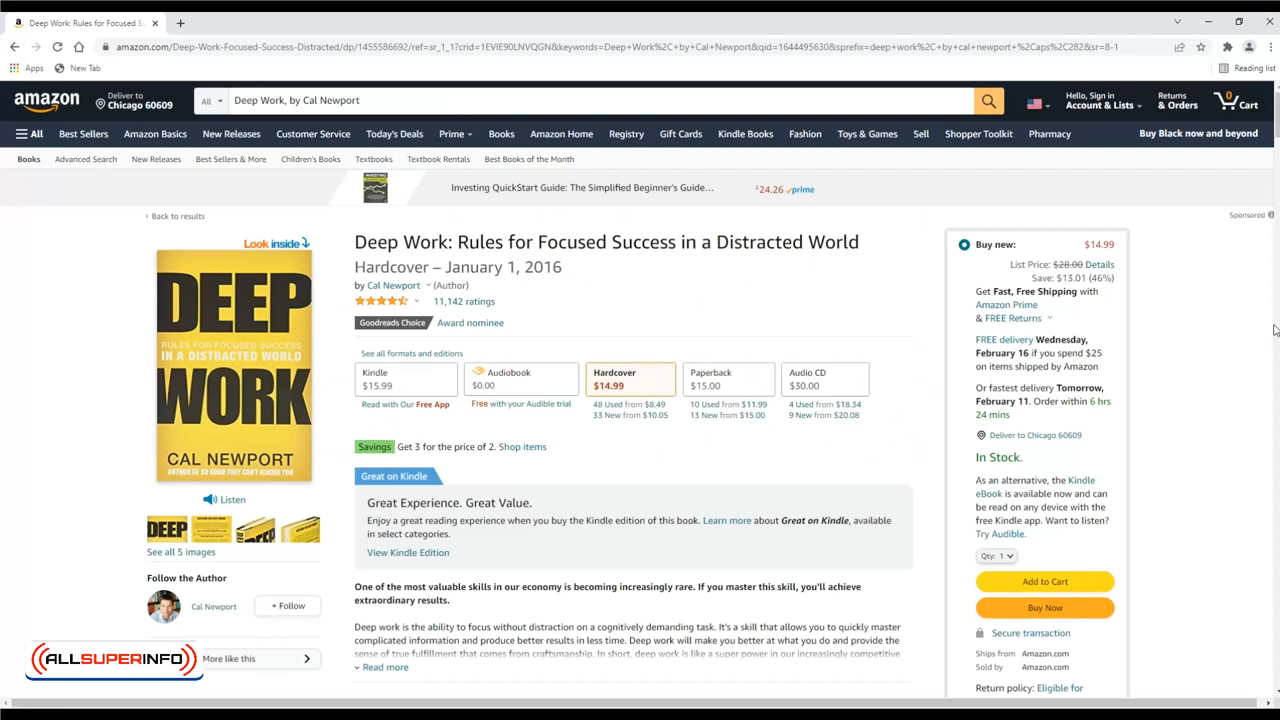 Deep Work: Rules for Focused Su
amazon.com/Deep-Work-Focused-Success-Distracted/dp/1455586692/ref=sr_1_1?crid=1EVIE90LNVQGN&keywords=Deep+Work%2C+by+Cal+Newport&qid=1644495630&sprefix=deep+work%2C+by+cal+newport+%2Caps%2C282&sr=8-1
Apps New Tab Reading list
amazon
Deliver to
Chicago 60609
All Deep Work, by Cal Newport
Hello, Sign in
Account & Lists
Returns
& Orders
0
Cart
All Best Sellers Amazon Basics New Releases Customer Service Today's Deals Prime Books Amazon Home Registry Gift Cards Kindle Books Fashion Toys & Games Sell Shopper Toolkit Pharmacy Buy Black now and beyond
Books Advanced Search New Releases Best Sellers & More Children's Books Textbooks Textbook Rentals Best Books of the Month
Investing QuickStart Guide: The Simplified Beginner's Guide... $24.26 prime
Sponsored
‹ Back to results
Look inside
DEEP
RULES FOR FOCUSED SUCCESS
IN A DISTRACTED WORLD
WORK
CAL NEWPORT
AUTHOR OF SO GOOD THEY CAN'T IGNORE YOU
Listen
DEEP
See all 5 images
Follow the Author
Cal Newport + Follow
More like this
ALLSUPERINFO
Deep Work: Rules for Focused Success in a Distracted World
Hardcover – January 1, 2016
by Cal Newport (Author)
11,142 ratings
Goodreads Choice Award nominee
See all formats and editions
Kindle
$15.99
Read with Our Free App
Audiobook
$0.00
Free with your Audible trial
Hardcover
$14.99
48 Used from $8.49
33 New from $10.05
Paperback
$15.00
10 Used from $11.99
13 New from $15.00
Audio CD
$30.00
4 Used from $18.34
9 New from $20.08
Savings Get 3 for the price of 2. Shop items
Great on Kindle
Great Experience. Great Value.
Enjoy a great reading experience when you buy the Kindle edition of this book. Learn more about Great on Kindle, available
in select categories.
View Kindle Edition
One of the most valuable skills in our economy is becoming increasingly rare. If you master this skill, you'll achieve
extraordinary results.
Deep work is the ability to focus without distraction on a cognitively demanding task. It's a skill that allows you to quickly master
complicated information and produce better results in less time. Deep work will make you better at what you do and provide the
sense of true fulfillment that comes from craftsmanship. In short, deep work is like a super power in our increasingly competitive
Read more
Buy new: $14.99
List Price: $28.00 Details
Save: $13.01 (46%)
Get Fast, Free Shipping with
Amazon Prime
& FREE Returns
FREE delivery Wednesday,
February 16 if you spend $25
on items shipped by Amazon
Or fastest delivery Tomorrow,
February 11. Order within 6 hrs
24 mins
Deliver to Chicago 60609
In Stock.
As an alternative, the Kindle
eBook is available now and can
be read on any device with the
free Kindle app. Want to listen?
Try Audible.
Qty: 1
Add to Cart
Buy Now
Secure transaction
Ships from Amazon.com
Sold by Amazon.com
Return policy: Eligible for